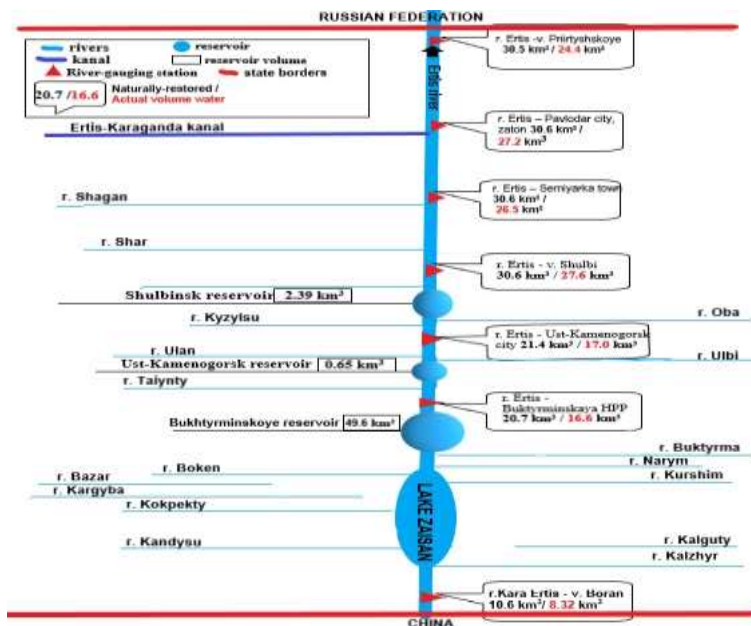 RUSSIAN FEDERATION
rivers
reservoir
kanal
reservoir volume
River-gauging station
state borders
20.7 /16.6
Naturally-restored /
Actual volume water
r. Ertis -v. Priirtyshskoye
30.5 km³ / 24.4 km³
Ertis river
Ertis-Karaganda kanal
r. Ertis – Pavlodar city,
zaton 30.6 km³ /
27.2 km³
r. Shagan
r. Ertis – Semiyarka town
30.6 km³ /
26.5 km³
r. Shar
r. Ertis - v. Shulbi
30.6 km³ / 27.6 km³
Shulbinsk reservoir 2.39 km³
r. Oba
r. Kyzylsu
r. Ertis - Ust-Kamenogorsk
city 21.4 km³ / 17.0 km³
r. Ulan
r. Ulbi
Ust-Kamenogorsk reservoir 0.65 km³
r. Taiynty
r. Ertis -
Buktyrminskaya HPP
20.7 km³ / 16.6 km³
Bukhtyrminskoye reservoir 49.6 km³
r. Buktyrma
r. Narym
r. Boken
r. Kurshim
r. Bazar
r. Kargyba
r. Kokpekty
LAKE ZAISAN
r. Kandysu
r. Kalguty
r. Kalzhyr
r.Kara Ertis - v. Boran
10.6 km³/ 8.32 km³
CHINA